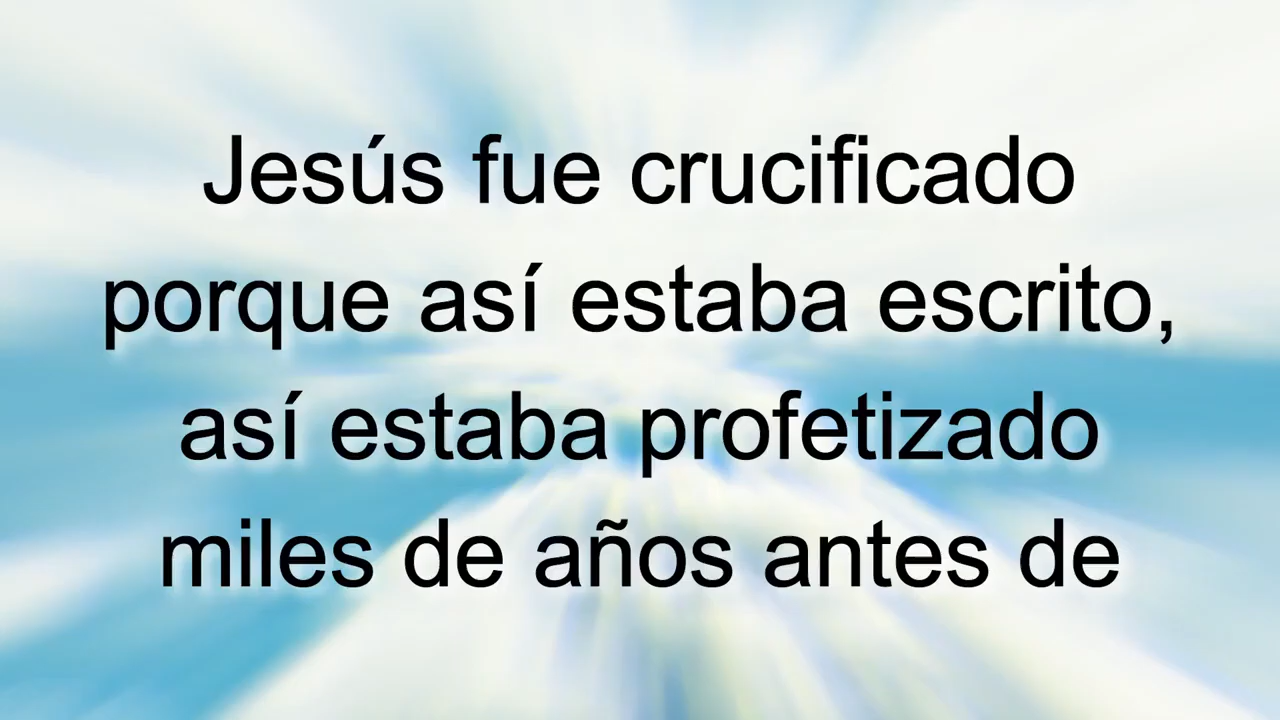 Jesús fue crucificado
porque así estaba escrito,
así estaba profetizado
miles de años antes de